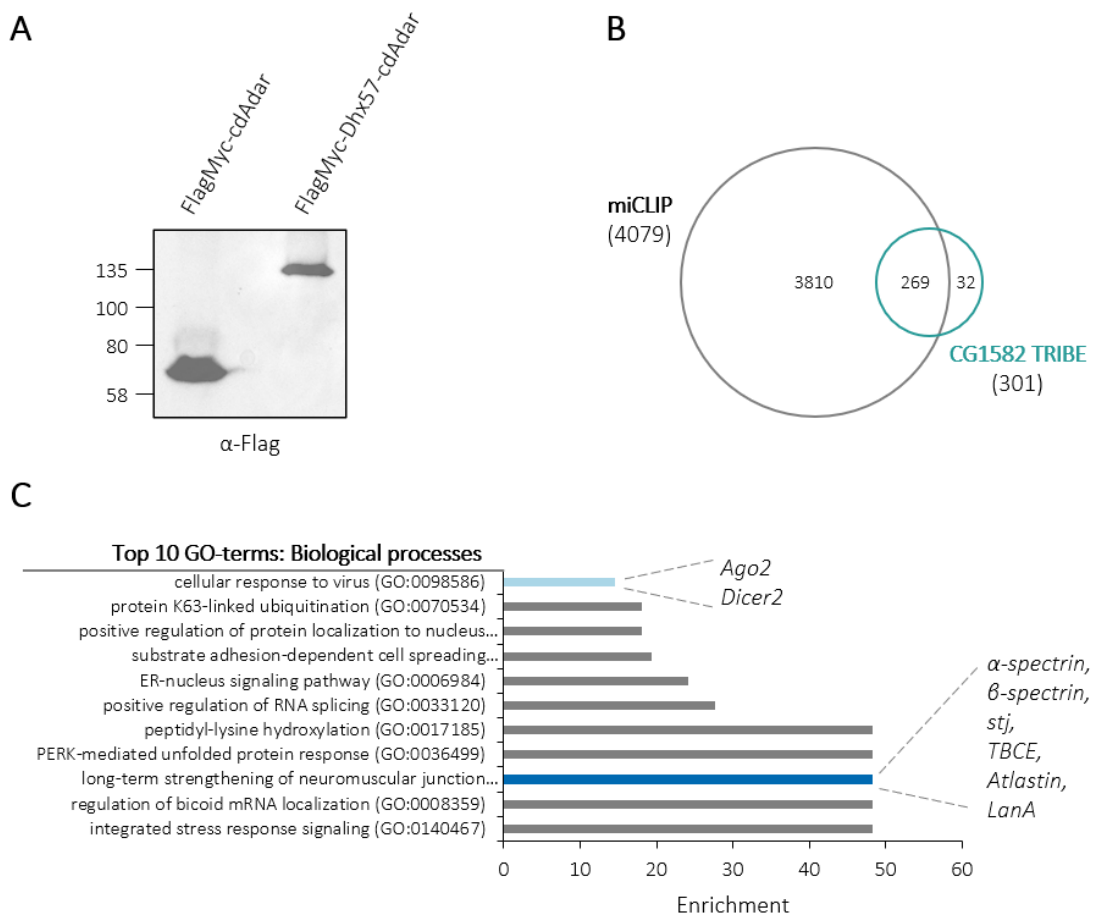 A
FlagMyc-cdAdar
FlagMyc-Dhx57-cdAdar
135
100
80
58
α-Flag
B
miCLIP
(4079)
3810
269
32
CG1582 TRIBE
(301)
C
Top 10 GO-terms: Biological processes
cellular response to virus (GO:0098586)
protein K63-linked ubiquitination (GO:0070534)
positive regulation of protein localization to nucleus...
substrate adhesion-dependent cell spreading...
ER-nucleus signaling pathway (GO:0006984)
positive regulation of RNA splicing (GO:0033120)
peptidyl-lysine hydroxylation (GO:0017185)
PERK-mediated unfolded protein response (GO:0036499)
long-term strengthening of neuromuscular junction...
regulation of bicoid mRNA localization (GO:0008359)
integrated stress response signaling (GO:0140467)
Ago2
Dicer2
α-spectrin,
β-spectrin,
stj,
TBCE,
Atlastin,
LanA
0 10 20 30 40 50 60
Enrichment